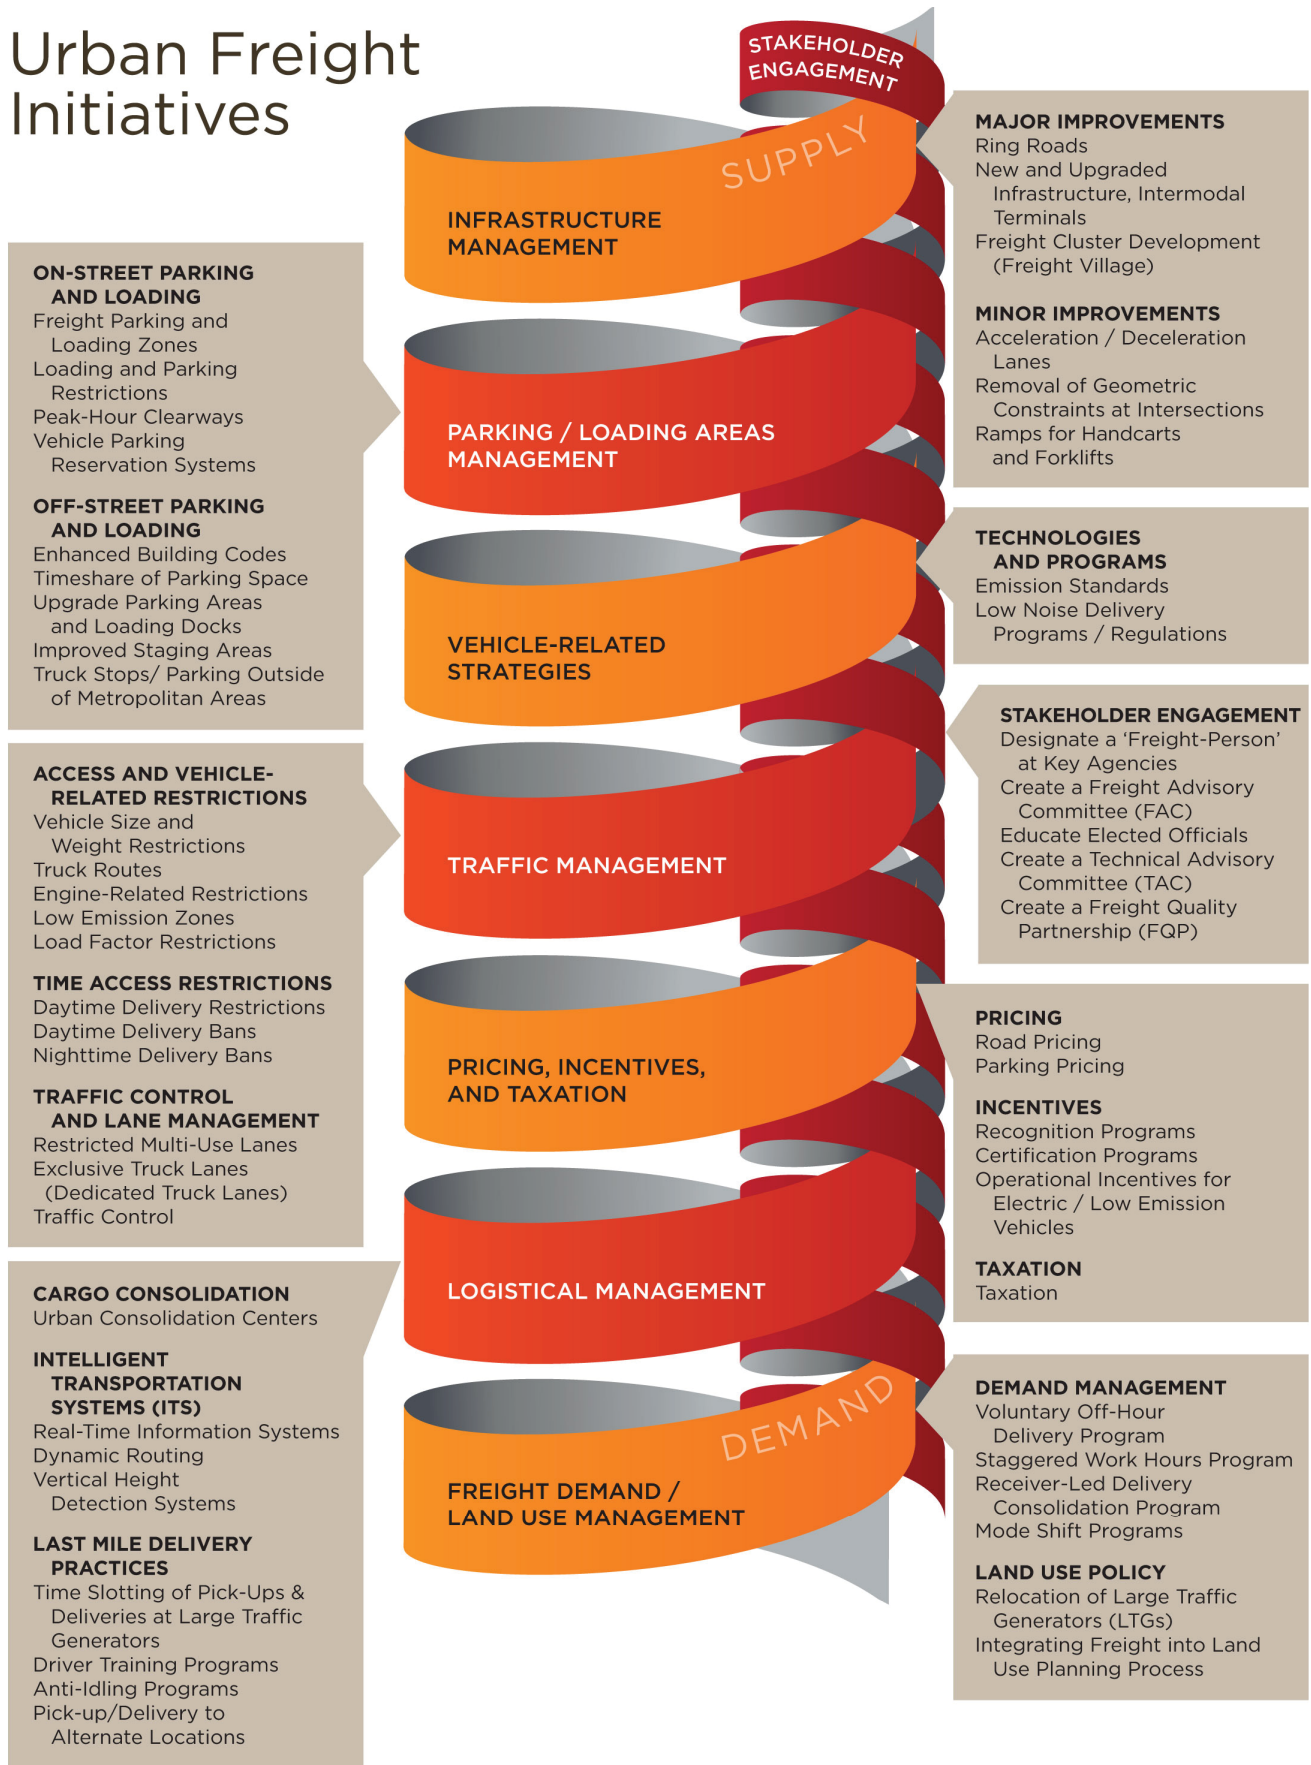 Urban Freight
Initiatives
STAKEHOLDER
ENGAGEMENT
SUPPLY
INFRASTRUCTURE
MANAGEMENT
PARKING / LOADING AREAS
MANAGEMENT
VEHICLE-RELATED
STRATEGIES
TRAFFIC MANAGEMENT
PRICING, INCENTIVES,
AND TAXATION
LOGISTICAL MANAGEMENT
DEMAND
FREIGHT DEMAND /
LAND USE MANAGEMENT
ON-STREET PARKING
AND LOADING
Freight Parking and
Loading Zones
Loading and Parking
Restrictions
Peak-Hour Clearways
Vehicle Parking
Reservation Systems
OFF-STREET PARKING
AND LOADING
Enhanced Building Codes
Timeshare of Parking Space
Upgrade Parking Areas
and Loading Docks
Improved Staging Areas
Truck Stops/ Parking Outside
of Metropolitan Areas
ACCESS AND VEHICLE-
RELATED RESTRICTIONS
Vehicle Size and
Weight Restrictions
Truck Routes
Engine-Related Restrictions
Low Emission Zones
Load Factor Restrictions
TIME ACCESS RESTRICTIONS
Daytime Delivery Restrictions
Daytime Delivery Bans
Nighttime Delivery Bans
TRAFFIC CONTROL
AND LANE MANAGEMENT
Restricted Multi-Use Lanes
Exclusive Truck Lanes
(Dedicated Truck Lanes)
Traffic Control
CARGO CONSOLIDATION
Urban Consolidation Centers
INTELLIGENT
TRANSPORTATION
SYSTEMS (ITS)
Real-Time Information Systems
Dynamic Routing
Vertical Height
Detection Systems
LAST MILE DELIVERY
PRACTICES
Time Slotting of Pick-Ups &
Deliveries at Large Traffic
Generators
Driver Training Programs
Anti-Idling Programs
Pick-up/Delivery to
Alternate Locations
MAJOR IMPROVEMENTS
Ring Roads
New and Upgraded
Infrastructure, Intermodal
Terminals
Freight Cluster Development
(Freight Village)
MINOR IMPROVEMENTS
Acceleration / Deceleration
Lanes
Removal of Geometric
Constraints at Intersections
Ramps for Handcarts
and Forklifts
TECHNOLOGIES
AND PROGRAMS
Emission Standards
Low Noise Delivery
Programs / Regulations
STAKEHOLDER ENGAGEMENT
Designate a ‘Freight-Person’
at Key Agencies
Create a Freight Advisory
Committee (FAC)
Educate Elected Officials
Create a Technical Advisory
Committee (TAC)
Create a Freight Quality
Partnership (FQP)
PRICING
Road Pricing
Parking Pricing
INCENTIVES
Recognition Programs
Certification Programs
Operational Incentives for
Electric / Low Emission
Vehicles
TAXATION
Taxation
DEMAND MANAGEMENT
Voluntary Off-Hour
Delivery Program
Staggered Work Hours Program
Receiver-Led Delivery
Consolidation Program
Mode Shift Programs
LAND USE POLICY
Relocation of Large Traffic
Generators (LTGs)
Integrating Freight into Land
Use Planning Process